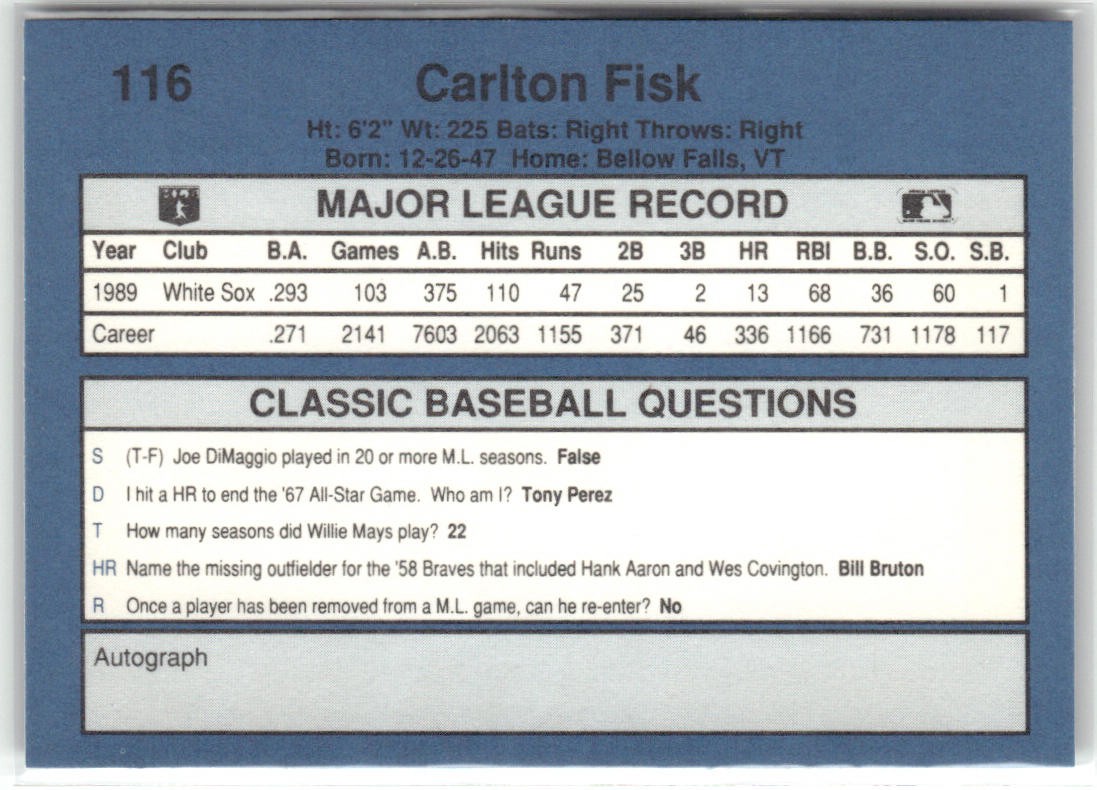 116 Carlton Fisk
Ht: 6'2" Wt: 225 Bats: Right Throws: Right
Born: 12-26-47 Home: Bellow Falls, VT
MAJOR LEAGUE RECORD
Year Club B.A. Games A.B. Hits Runs 2B 3B HR RBI B.B. S.O. S.B.
1989 White Sox .293 103 375 110 47 25 2 13 68 36 60 1
Career .271 2141 7603 2063 1155 371 46 336 1166 731 1178 117
CLASSIC BASEBALL QUESTIONS
S (T-F) Joe DiMaggio played in 20 or more M.L. seasons. False
D I hit a HR to end the '67 All-Star Game. Who am I? Tony Perez
T How many seasons did Willie Mays play? 22
HR Name the missing outfielder for the '58 Braves that included Hank Aaron and Wes Covington. Bill Bruton
R Once a player has been removed from a M.L. game, can he re-enter? No
Autograph